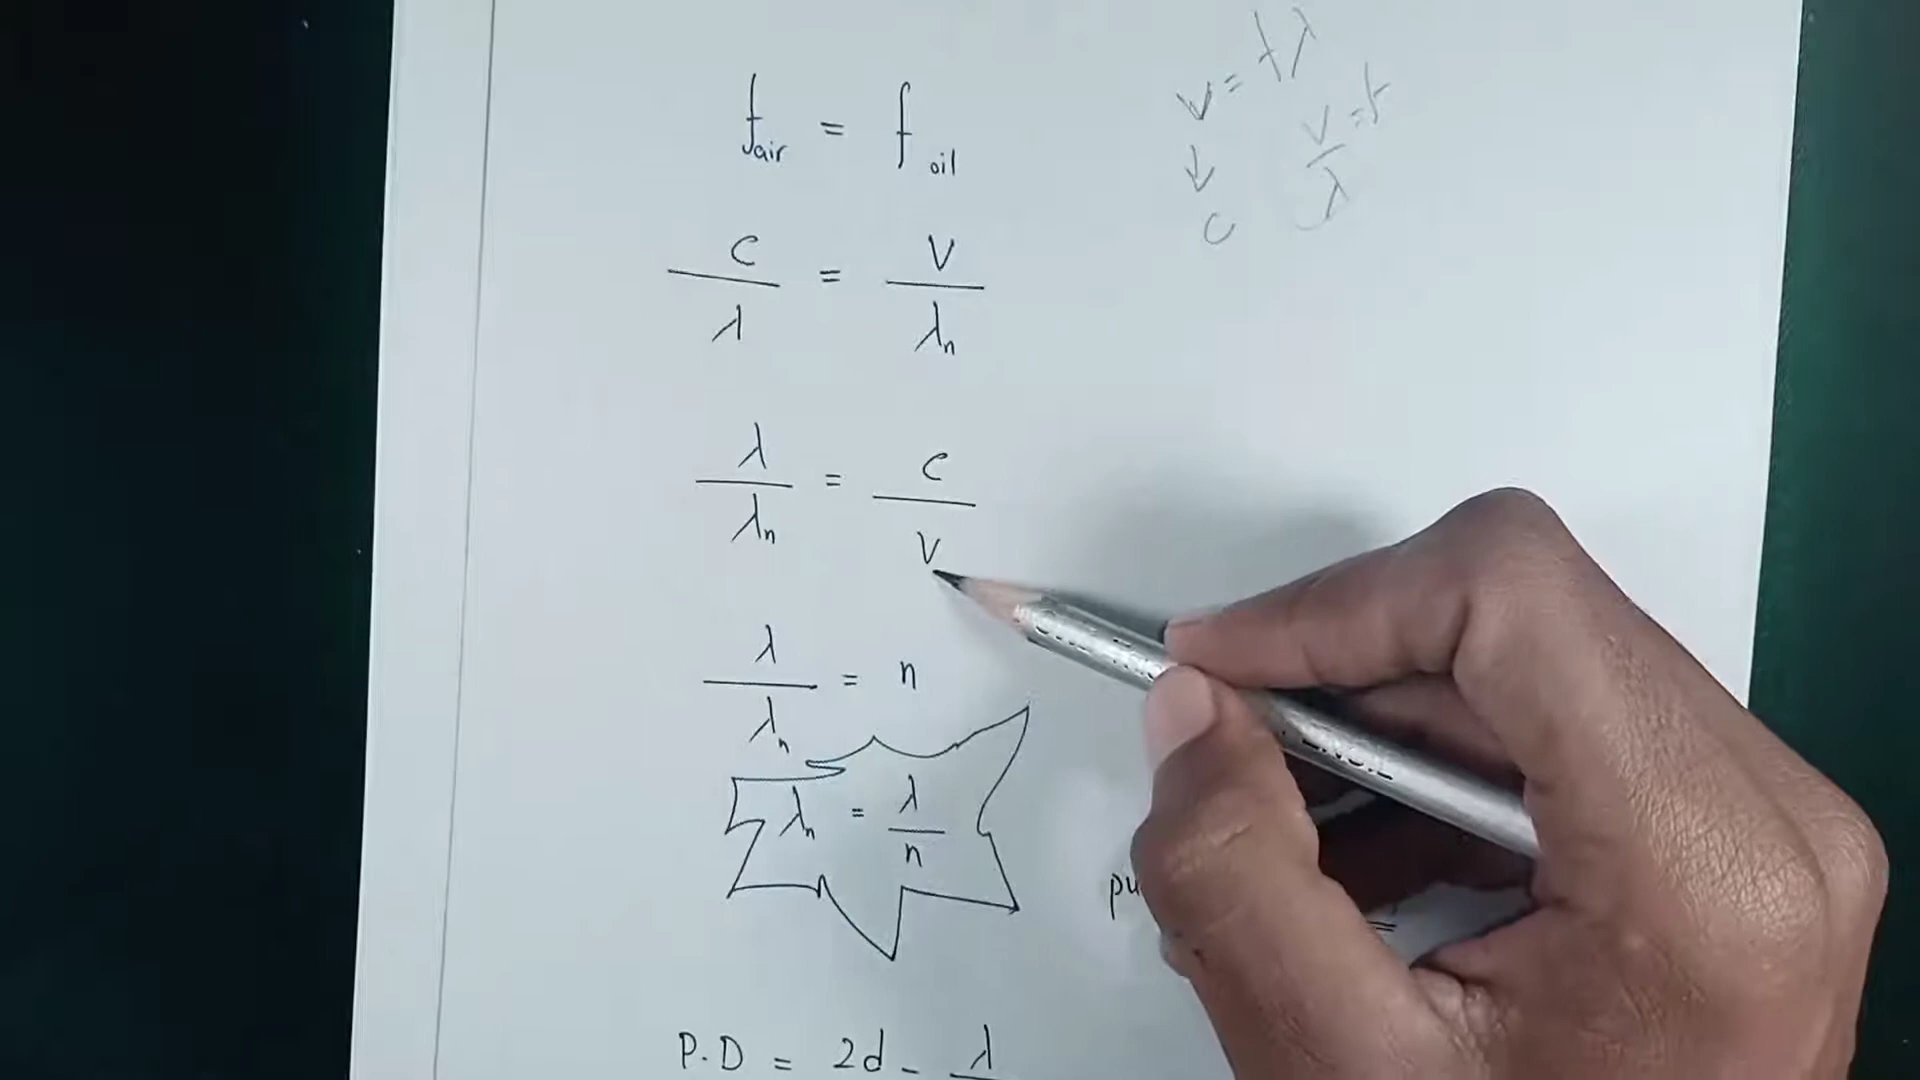 f_air = f_oil
c/λ = v/λ_n
λ/λ_n = c/v
λ/λ_n = n
λ_n = λ/n
P.D = 2d - λ
v = fλ
↓
c
v/λ = f